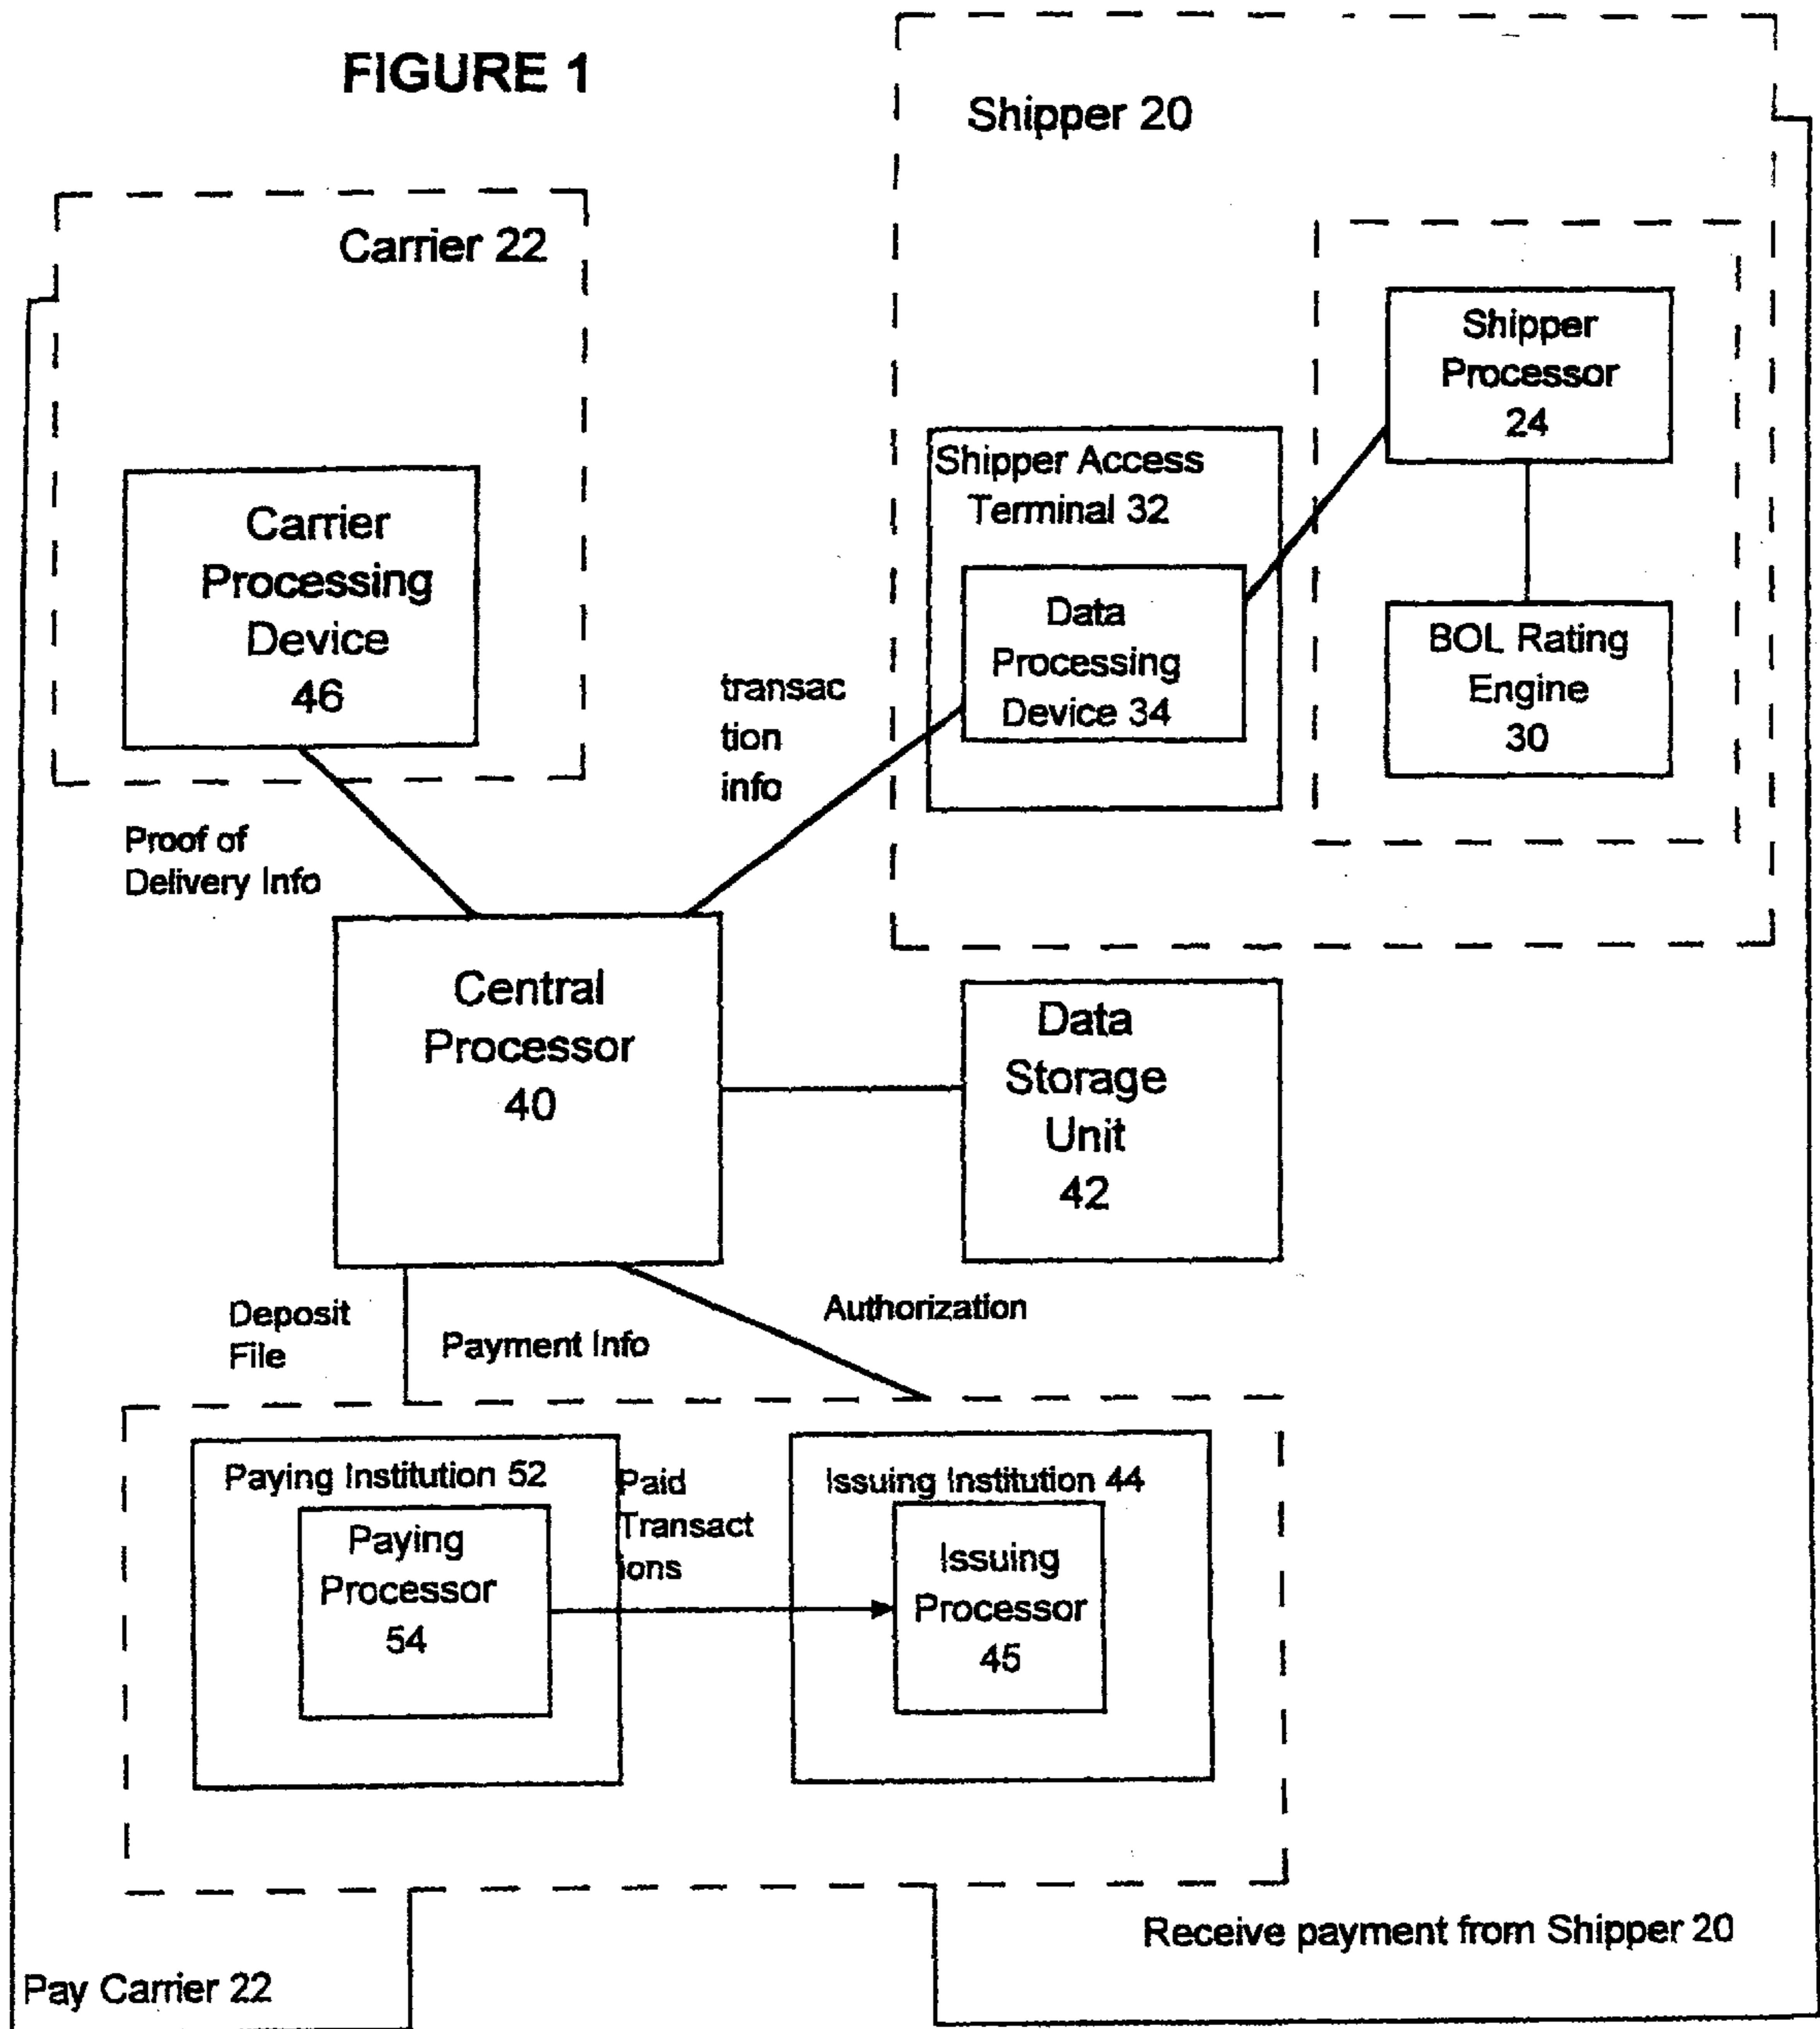 FIGURE 1
Shipper 20
Carrier 22
Shipper
Processor
24
Shipper Access
Terminal 32
Carrier
Processing
Device
46
Data
Processing
Device 34
BOL Rating
Engine
30
transac
tion
info
Proof of
Delivery Info
Central
Processor
40
Data
Storage
Unit
42
Deposit
File
Payment Info
Authorization
Paying Institution 52
Paid
Transact
ions
Issuing Institution 44
Paying
Processor
54
Issuing
Processor
45
Receive payment from Shipper 20
Pay Carrier 22